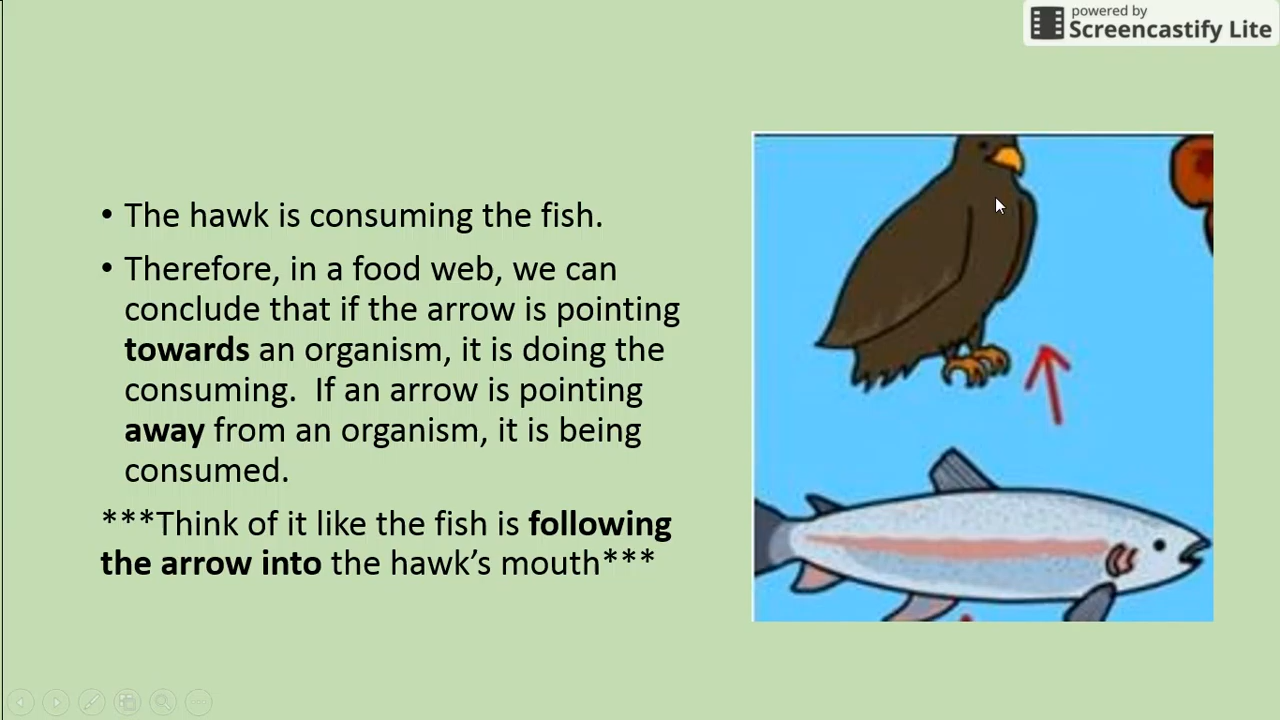 powered by
Screencastify Lite
• The hawk is consuming the fish.
• Therefore, in a food web, we can
conclude that if the arrow is pointing
towards an organism, it is doing the
consuming.  If an arrow is pointing
away from an organism, it is being
consumed.
***Think of it like the fish is following
the arrow into the hawk’s mouth***